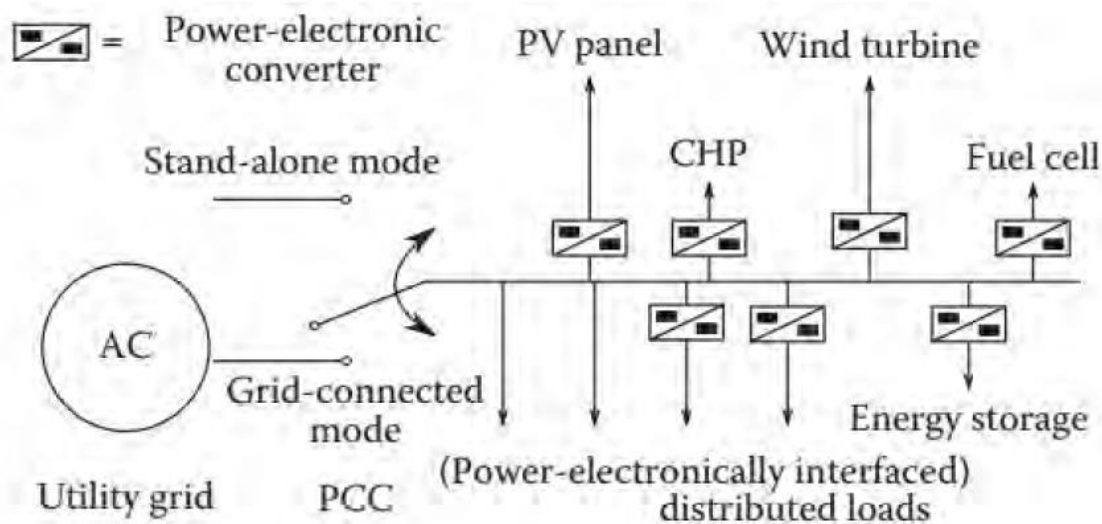 = Power-electronic
converter
PV panel
Wind turbine
Stand-alone mode
CHP
Fuel cell
AC
Grid-connected
mode
Energy storage
(Power-electronically interfaced)
distributed loads
Utility grid
PCC